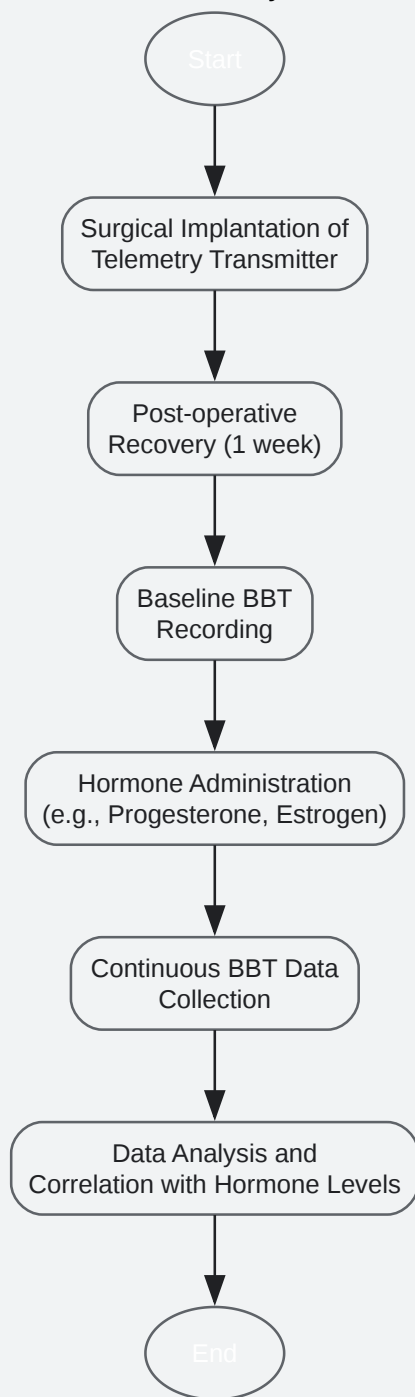 Start
Surgical Implantation of
Telemetry Transmitter
Post-operative
Recovery (1 week)
Baseline BBT
Recording
Hormone Administration
(e.g., Progesterone, Estrogen)
Continuous BBT Data
Collection
Data Analysis and
Correlation with Hormone Levels
End